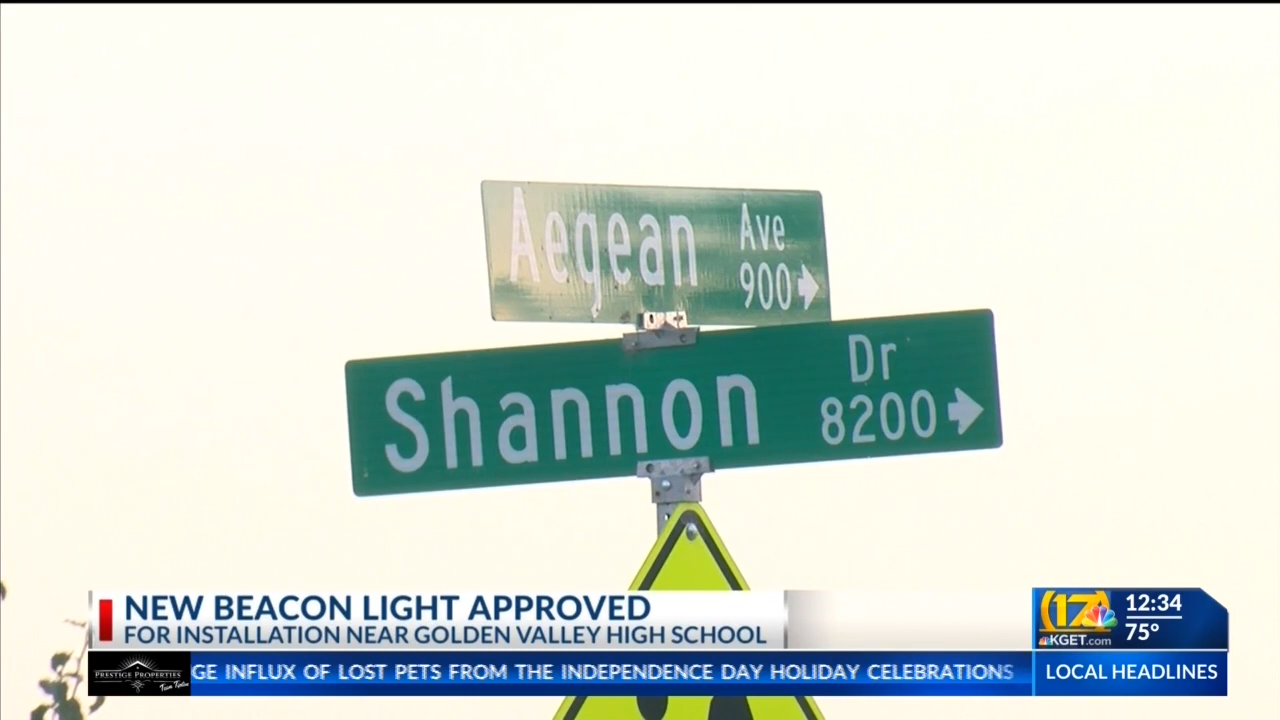 Aegean Ave
900
Shannon Dr
8200
NEW BEACON LIGHT APPROVED
FOR INSTALLATION NEAR GOLDEN VALLEY HIGH SCHOOL
17
KGET.com
12:34
75°
PRESTIGE PROPERTIES
GE INFLUX OF LOST PETS FROM THE INDEPENDENCE DAY HOLIDAY CELEBRATIONS
LOCAL HEADLINES